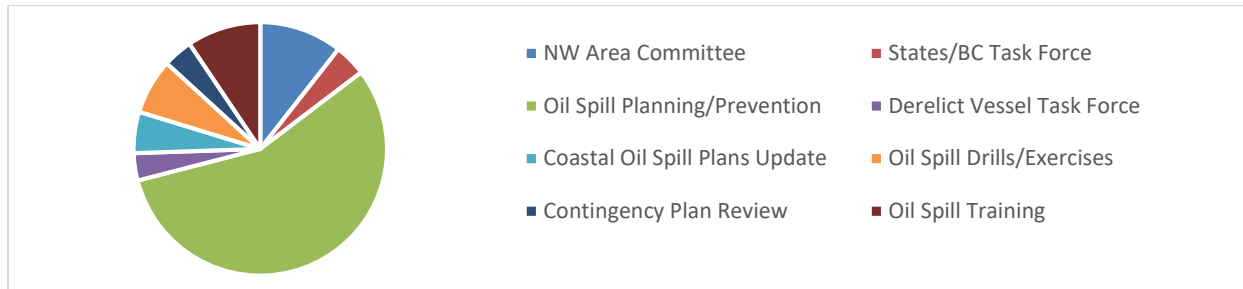 NW Area Committee
States/BC Task Force
Oil Spill Planning/Prevention
Derelict Vessel Task Force
Coastal Oil Spill Plans Update
Oil Spill Drills/Exercises
Contingency Plan Review
Oil Spill Training